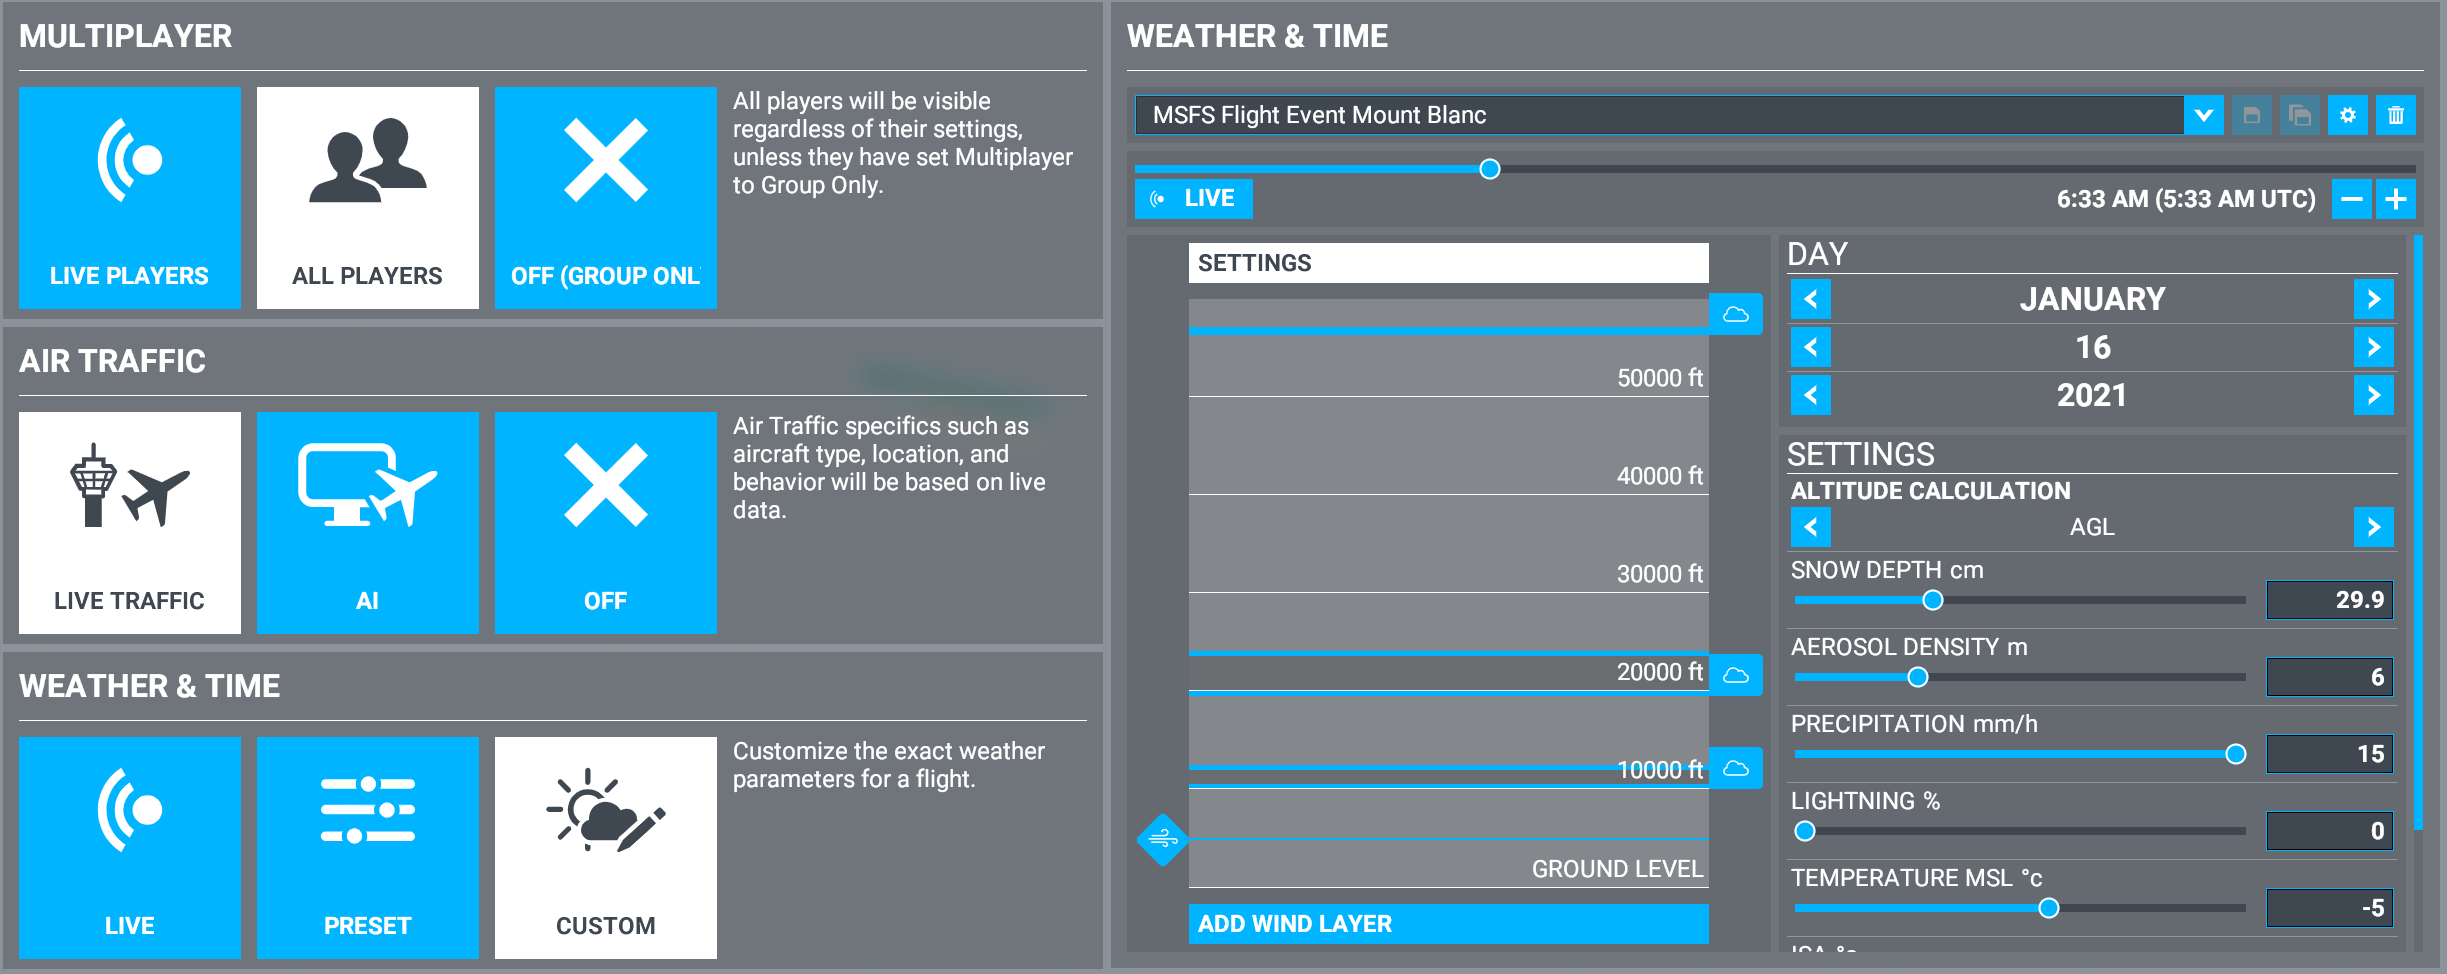 MULTIPLAYER
LIVE PLAYERS
ALL PLAYERS
OFF (GROUP ONL
All players will be visible
regardless of their settings,
unless they have set Multiplayer
to Group Only.
AIR TRAFFIC
LIVE TRAFFIC
AI
OFF
Air Traffic specifics such as
aircraft type, location, and
behavior will be based on live
data.
WEATHER & TIME
LIVE
PRESET
CUSTOM
Customize the exact weather
parameters for a flight.
WEATHER & TIME
MSFS Flight Event Mount Blanc
LIVE
6:33 AM (5:33 AM UTC)
SETTINGS
50000 ft
40000 ft
30000 ft
20000 ft
10000 ft
GROUND LEVEL
ADD WIND LAYER
DAY
JANUARY
16
2021
SETTINGS
ALTITUDE CALCULATION
AGL
SNOW DEPTH cm
29.9
AEROSOL DENSITY m
6
PRECIPITATION mm/h
15
LIGHTNING %
0
TEMPERATURE MSL °c
-5